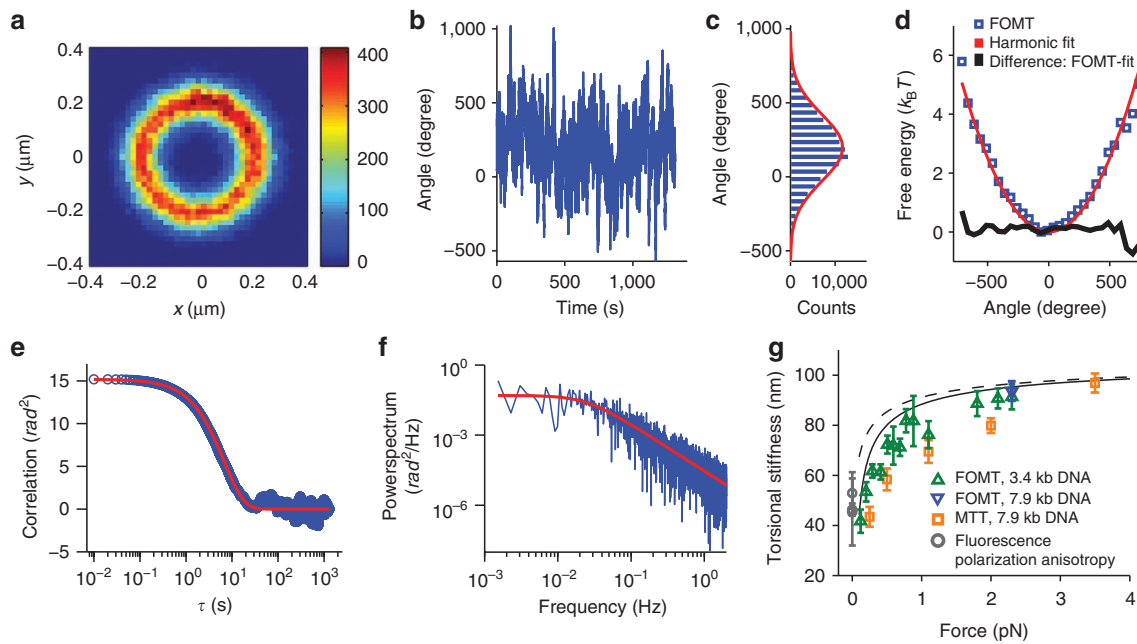 a
0.4
0.2
0
−0.2
−0.4
y (μm)
−0.4
−0.2
0
0.2
0.4
x (μm)
400
300
200
100
0
b
1,000
500
0
−500
Angle (degree)
0
500
1,000
Time (s)
c
1,000
500
0
−500
Angle (degree)
0
10,000
Counts
d
6
4
2
0
Free energy (kB T)
FOMT
Harmonic fit
Difference: FOMT-fit
−500
0
500
Angle (degree)
e
15
10
5
0
−5
Correlation (rad²)
10⁻²
10⁻¹
10⁰
10¹
10²
10³
τ (s)
f
10⁰
10⁻³
10⁻⁶
Powerspectrum
(rad²/Hz)
10⁻³
10⁻²
10⁻¹
10⁰
Frequency (Hz)
g
100
80
60
40
20
Torsional stiffness (nm)
FOMT, 3.4 kb DNA
FOMT, 7.9 kb DNA
MTT, 7.9 kb DNA
Fluorescence
polarization anisotropy
0
1
2
3
4
Force (pN)